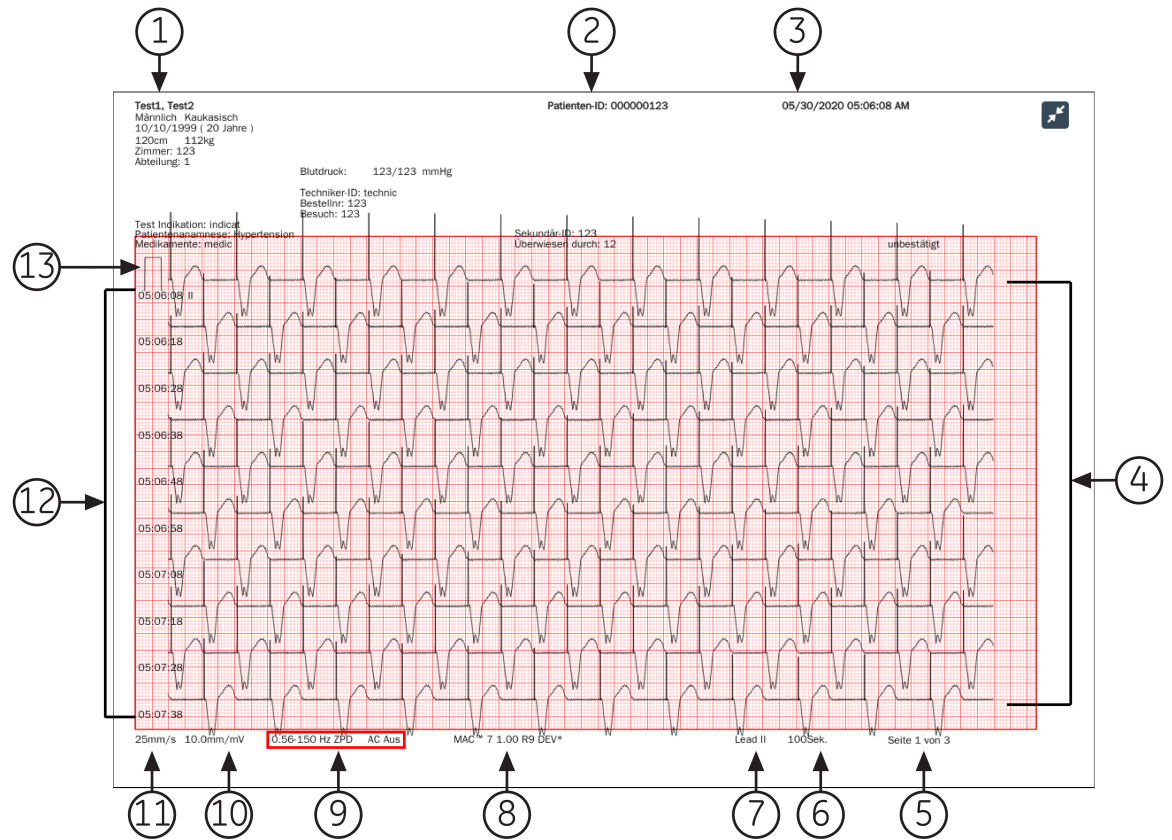 1
2
3
Test1, Test2
Patienten-ID: 000000123
05/30/2020 05:06:08 AM
Männlich Kaukasisch
10/10/1999 ( 20 Jahre )
120cm 112kg
Zimmer: 123
Abteilung: 1
Blutdruck: 123/123 mmHg
Techniker-ID: technic
Bestellnr: 123
Besuch: 123
Test Indikation: indicat
Patientenanamnese: Hypertension
Medikamente: medic
Sekundär-ID: 123
Überwiesen durch: 12
unbestätigt
13
05:06:08 II
05:06:18
05:06:28
05:06:38
05:06:48
05:06:58
05:07:08
05:07:18
05:07:28
05:07:38
12
4
25mm/s 10.0mm/mV 0.56-150 Hz ZPD AC Aus MAC™ 7 1.00 R9 DEV* Lead II 100Sek. Seite 1 von 3
11
10
9
8
7
6
5